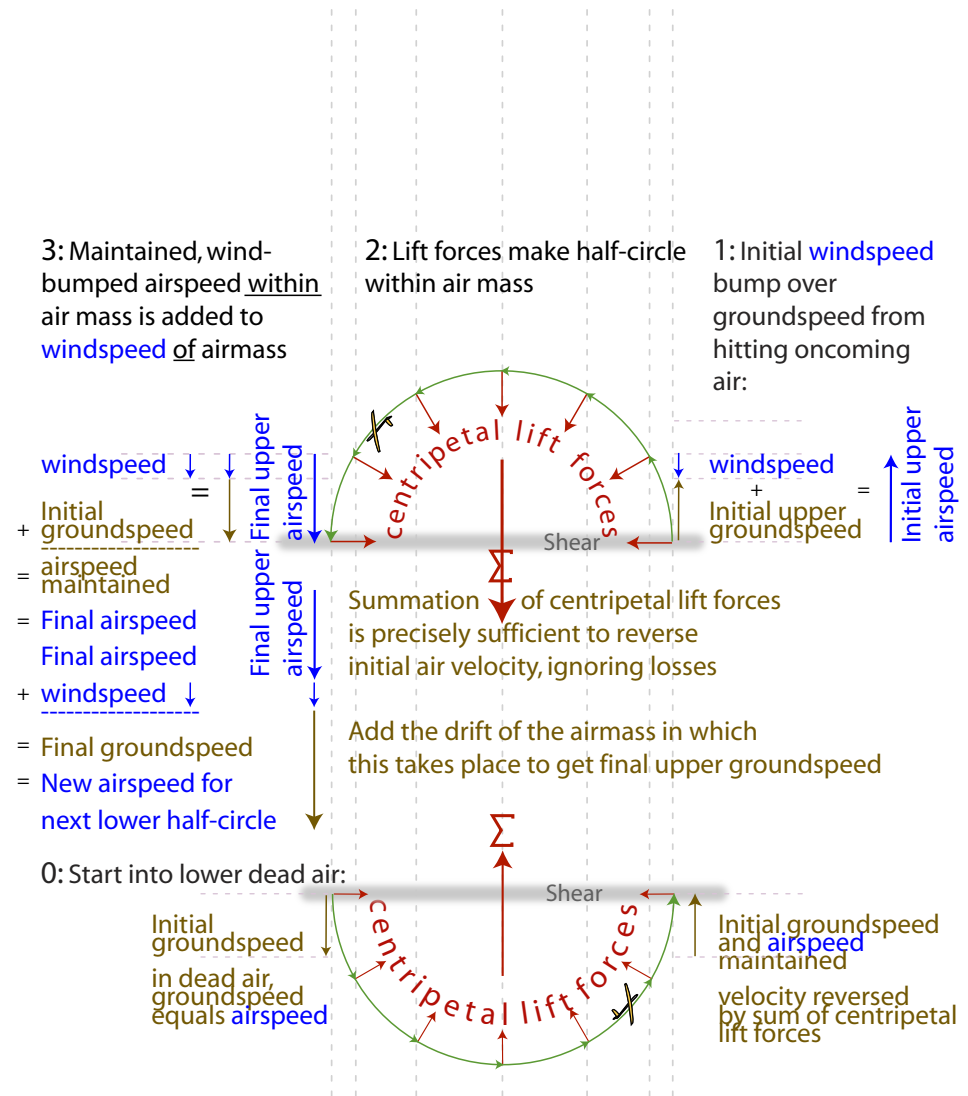 3: Maintained, wind-
bumped airspeed within
air mass is added to
windspeed of airmass
2: Lift forces make half-circle
within air mass
1: Initial windspeed
bump over
groundspeed from
hitting oncoming
air:
centripetal lift forces
windspeed
=
Initial
+ groundspeed
--------------------
airspeed
= maintained
= Final airspeed
Final airspeed
+ windspeed
--------------------
= Final groundspeed
= New airspeed for
next lower half-circle
Final upper
airspeed
Final upper
airspeed
windspeed
+
Initial upper
groundspeed
=
Initial upper
airspeed
Shear
Σ
Summation of centripetal lift forces
is precisely sufficient to reverse
initial air velocity, ignoring losses
Add the drift of the airmass in which
this takes place to get final upper groundspeed
Σ
0: Start into lower dead air:
Shear
Initial
groundspeed
in dead air,
groundspeed
equals airspeed
centripetal lift forces
Initial groundspeed
and airspeed
maintained
velocity reversed
by sum of centripetal
lift forces